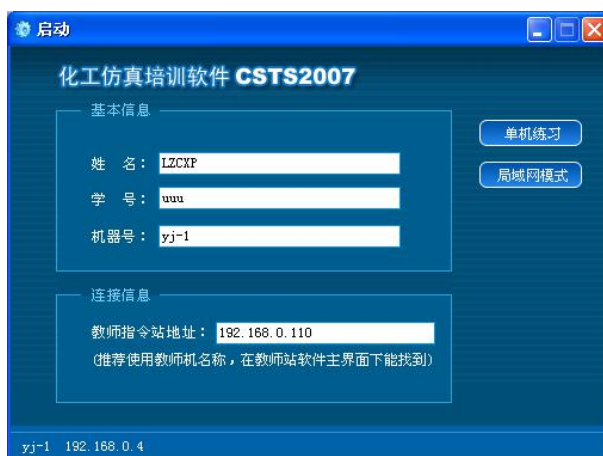 启动
化工仿真培训软件 CSTS2007
基本信息
单机练习
姓 名： LZCXP
局域网模式
学 号： uuu
机器号： yj-1
连接信息
教师指令站地址： 192.168.0.110
(推荐使用教师机名称，在教师站软件主界面下能找到)
yj-1 192.168.0.4